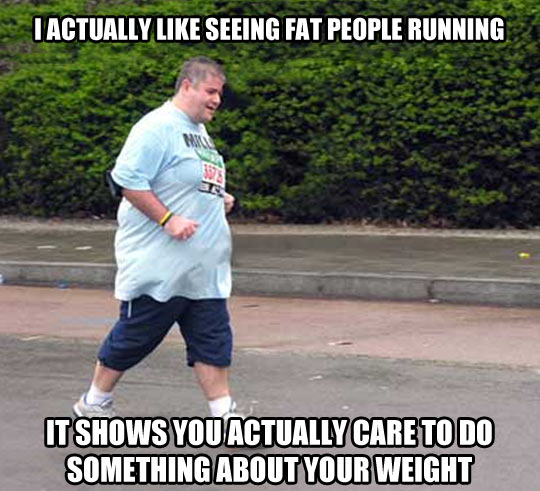 I ACTUALLY LIKE SEEING FAT PEOPLE RUNNING
IT SHOWS YOU ACTUALLY CARE TO DO
SOMETHING ABOUT YOUR WEIGHT